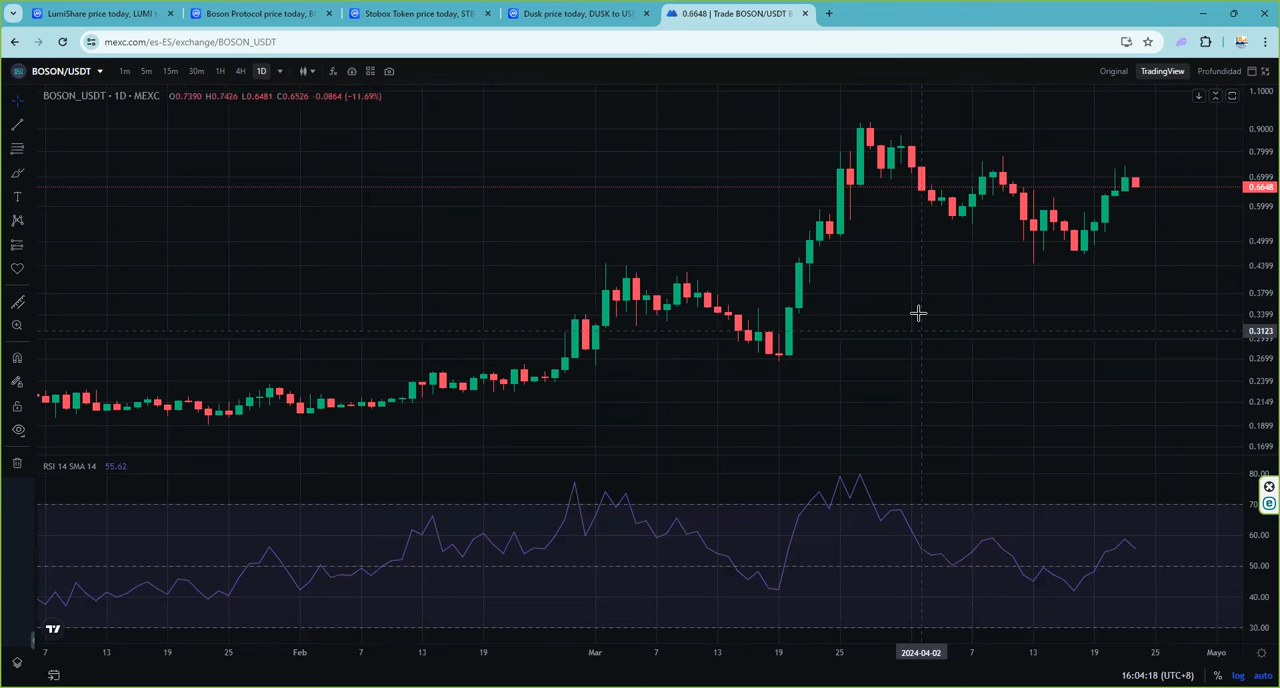 LumiShare price today, LUMI t
Boson Protocol price today, B
Stobox Token price today, STB
Dusk price today, DUSK to US
0.6648 | Trade BOSON/USDT B
mexc.com/es-ES/exchange/BOSON_USDT
BOSON/USDT 1m 5m 15m 30m 1H 4H 1D
Original TradingView Profundidad
BOSON_USDT · 1D · MEXC O0.7390 H0.7426 L0.6481 C0.6526 -0.0864 (−11.69%)
1.1000
0.9000
0.7999
0.6999
0.6648
0.5999
0.4999
0.4399
0.3799
0.3399
0.3123
0.2999
0.2699
0.2399
0.2149
0.1899
0.1699
RSI 14 SMA 14 55.62
80.00
60.00
50.00
40.00
30.00
7 13 19 25 Feb 7 13 19 Mar 7 13 19 25 2024-04-02 7 13 19 25 Mayo
16:04:18 (UTC+8) % log auto